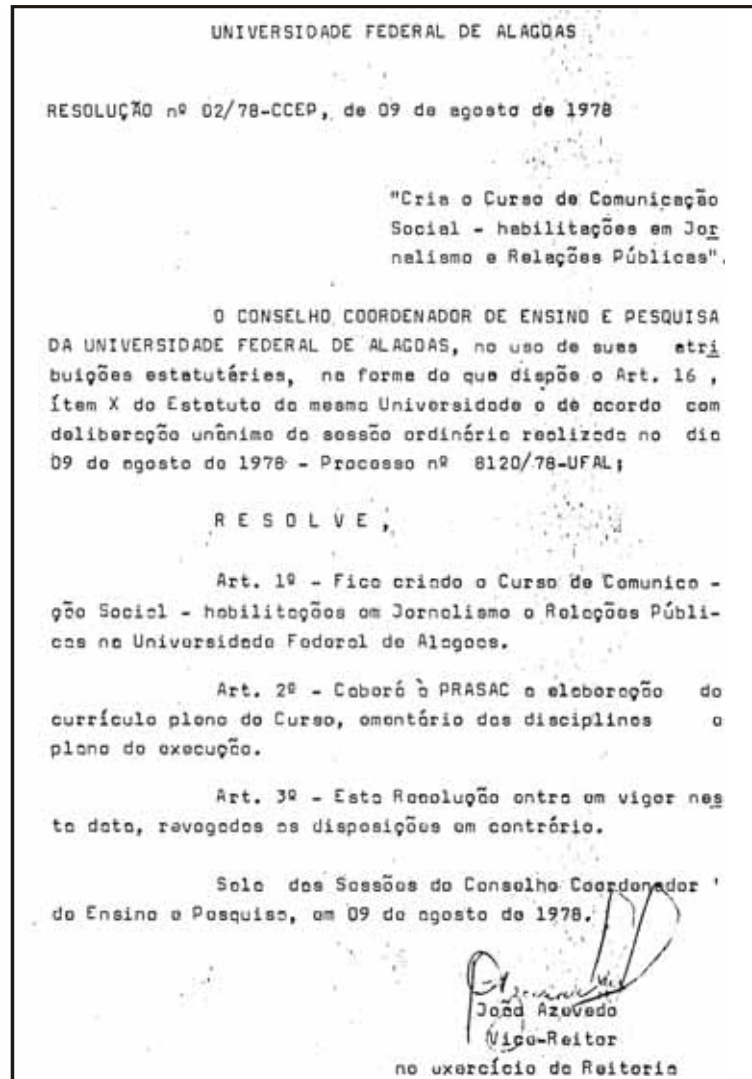 UNIVERSIDADE FEDERAL DE ALAGOAS
RESOLUÇÃO nº 02/78-CCEP, de 09 de agosto de 1978
"Cria o Curso de Comunicação
Social - habilitações em Jor
nalismo e Relações Públicas".
O CONSELHO COORDENADOR DE ENSINO E PESQUISA
DA UNIVERSIDADE FEDERAL DE ALAGOAS, no uso de suas atri
buições estatutárias, na forma do que dispõe o Art. 16 ,
ítem X do Estatuto da mesma Universidade e de acordo com
deliberação unânime da sessão ordinária realizada no dia
09 de agosto de 1978 - Processo nº 8120/78-UFAL;
R E S O L V E ,
Art. 1º - Fica criado o Curso de Comunica -
ção Social - habilitações em Jornalismo e Relações Públi-
cas na Universidade Federal de Alagoas.
Art. 2º - Caberá à PRASAC a elaboração do
currículo pleno do Curso, ementário das disciplinas e
plano de execução.
Art. 3º - Esta Resolução entra em vigor nes
ta data, revogadas as disposições em contrário.
Sala das Sessões do Conselho Coordenador '
de Ensino e Pesquisa, em 09 de agosto de 1978.
João Azevedo
Vice-Reitor
no exercício da Reitoria